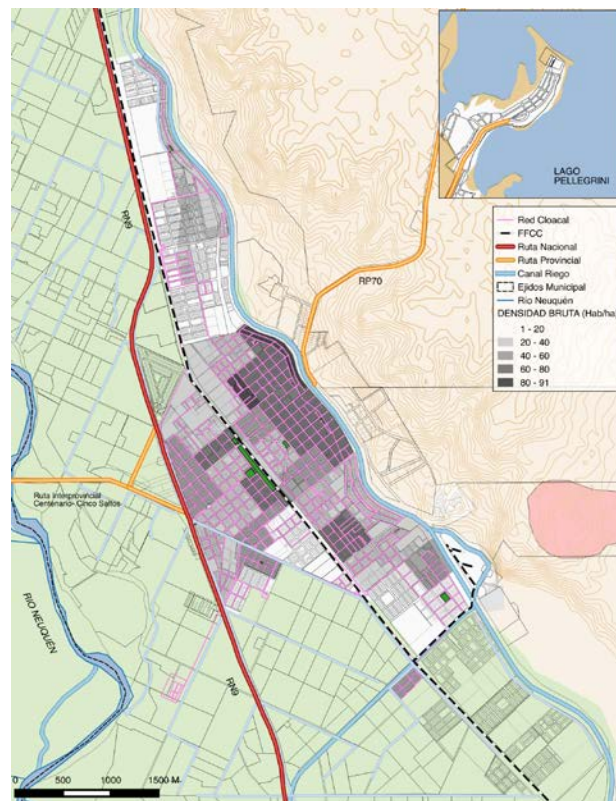 LAGO
PELLEGRINI
Red Cloacal
FFCC
Ruta Nacional
Ruta Provincial
Canal Riego
Ejidos Municipal
Río Neuquén
DENSIDAD BRUTA (Hab/ha)
1 - 20
20 - 40
40 - 60
60 - 80
80 - 91
RN9
RP70
Ruta Interprovincial
Centenario- Cinco Saltos
RIO NEUQUÉN
RN9
0 500 1000 1500 M